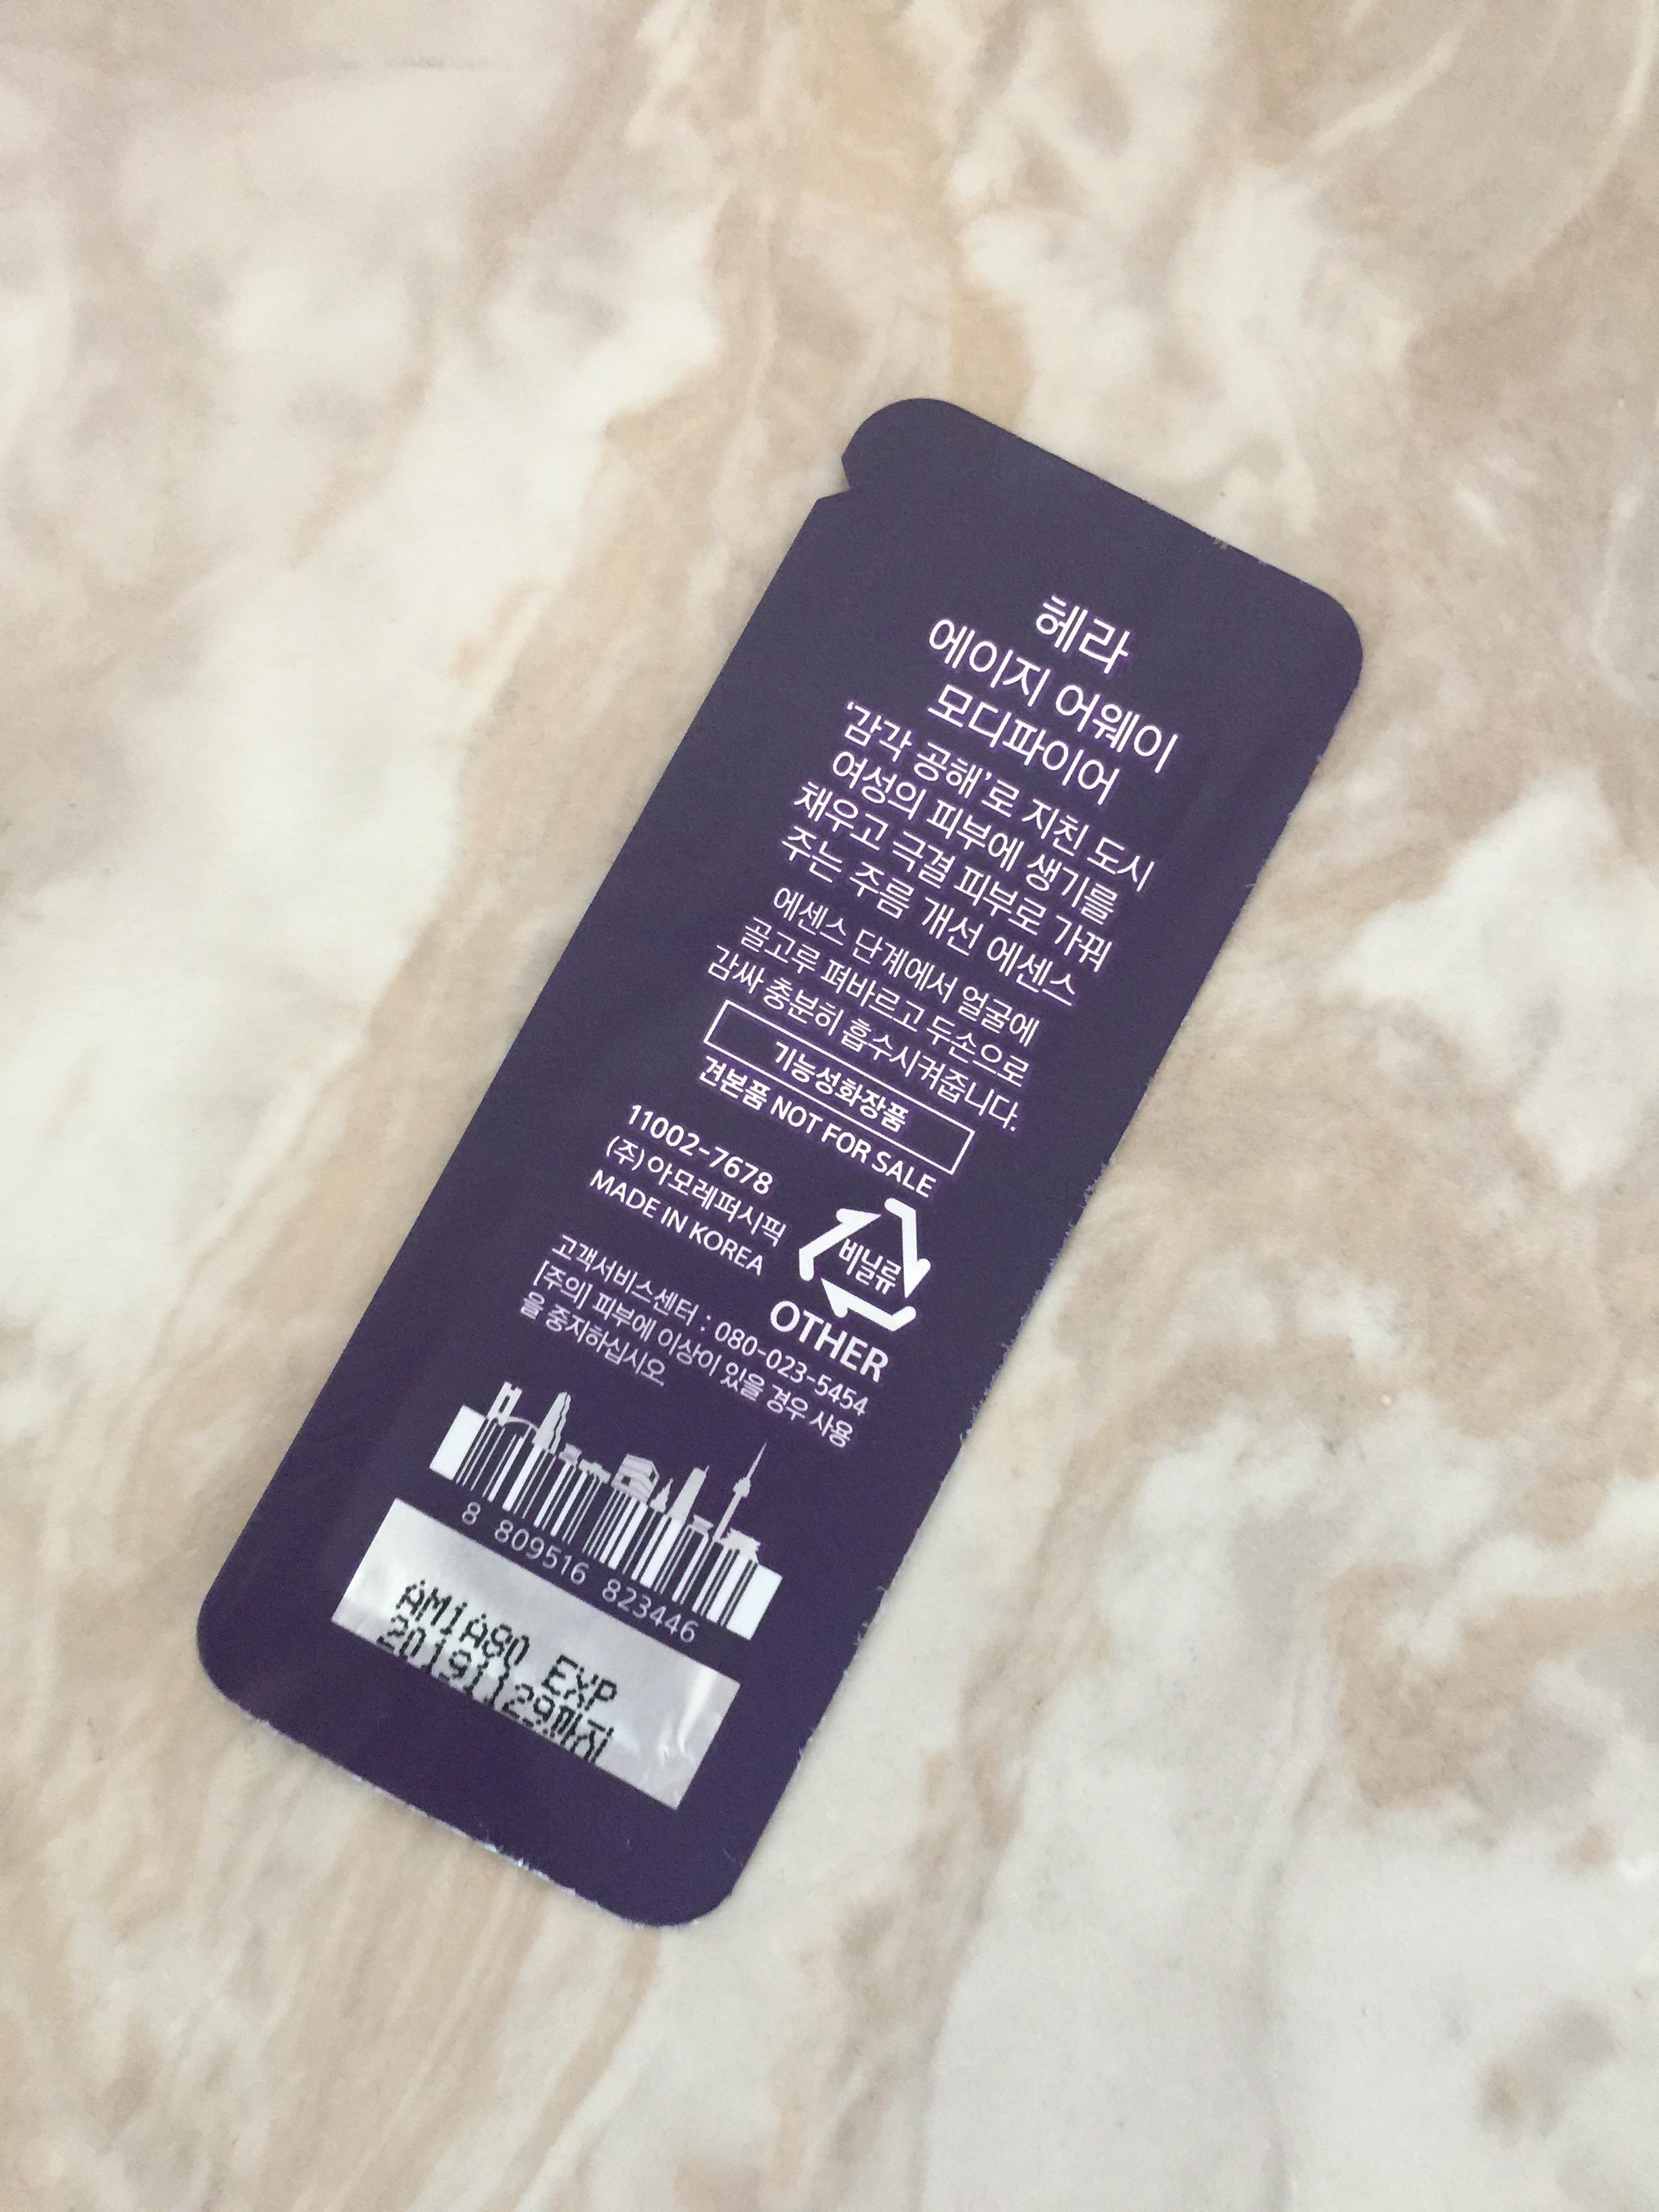 헤라
에이지 어웨이
모디파이어
‘감각 공해’로 지친 도시
여성의 피부에 생기를
채우고 극결 피부로 가꿔
주는 주름 개선 에센스
에센스 단계에서 얼굴에
골고루 펴바르고 두손으로
감싸 충분히 흡수시켜줍니다.
기능성화장품
견본품 NOT FOR SALE
11002-7678
(주)아모레퍼시픽
MADE IN KOREA
비닐류
OTHER
고객서비스센터 : 080-023-5454
[주의] 피부에 이상이 있을 경우 사용
을 중지하십시오.
8 809516 823446
AM1A80 EXP
20191129까지